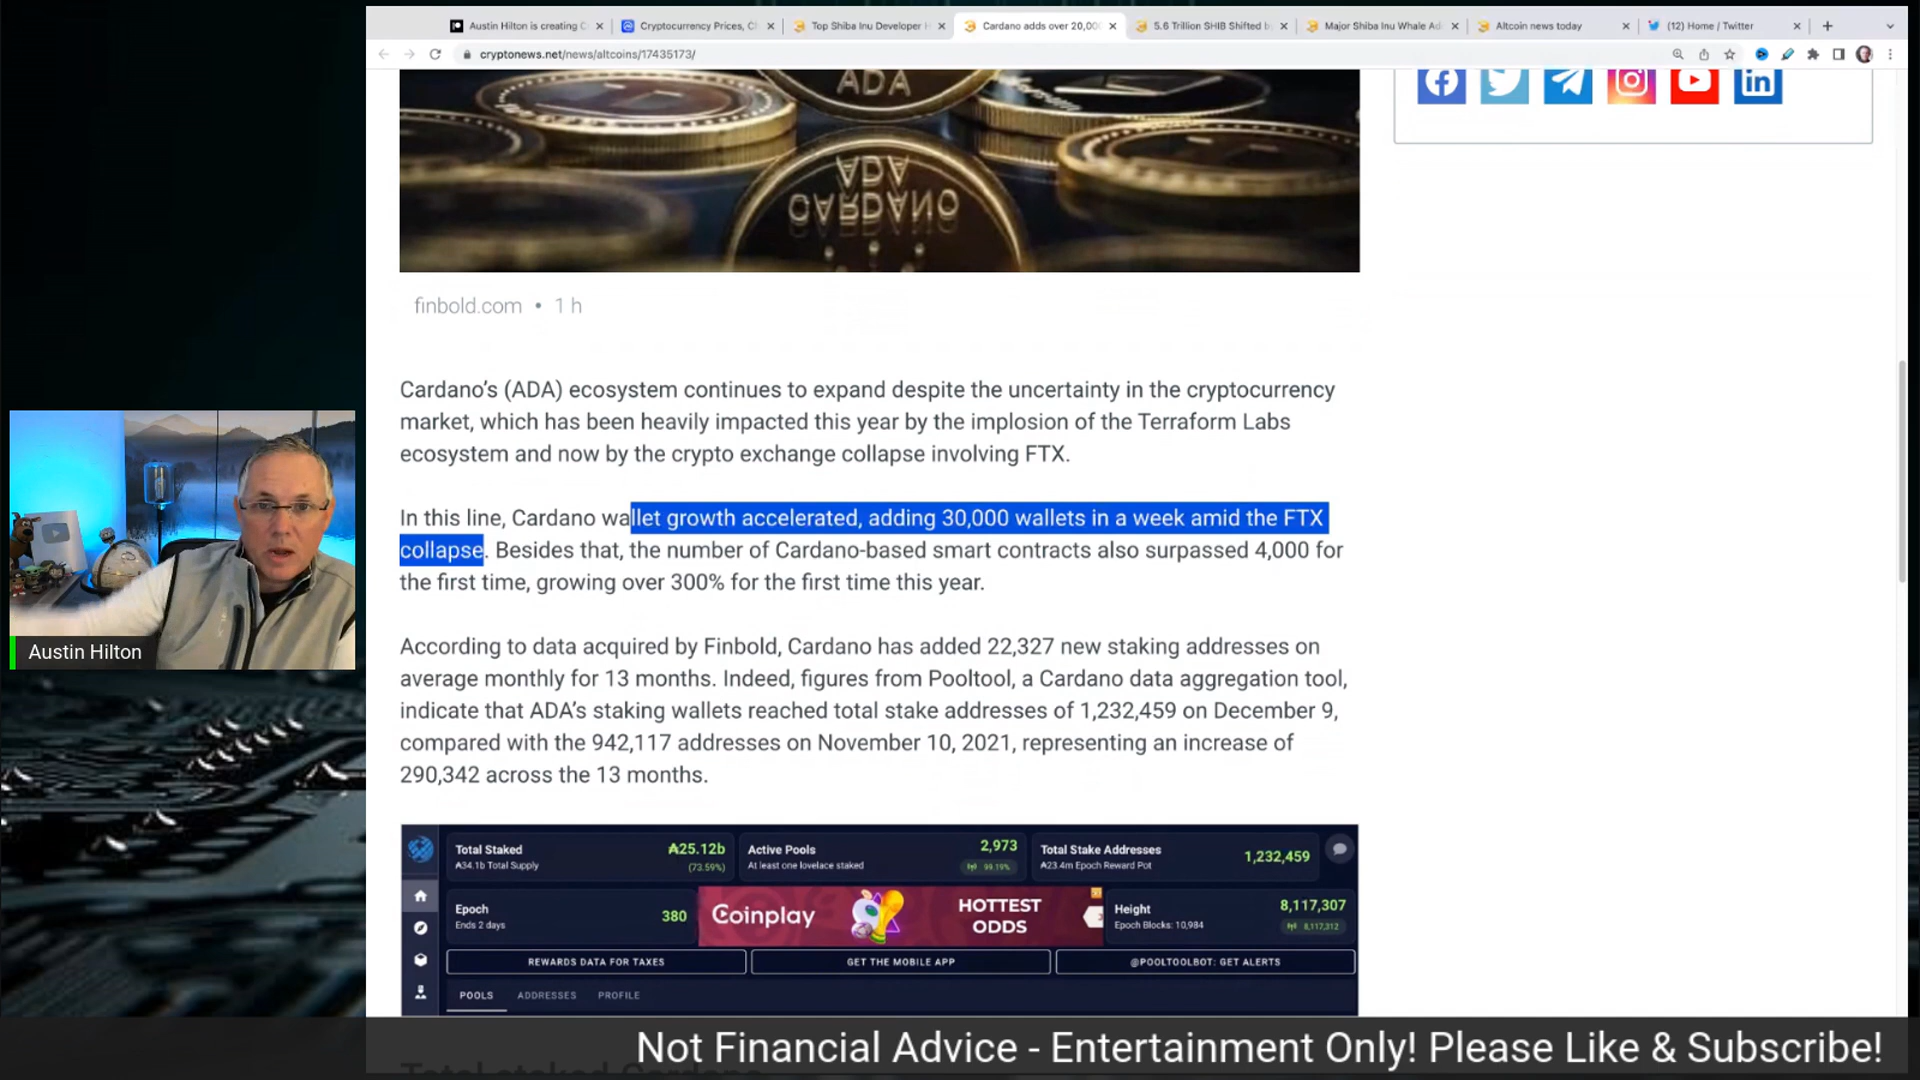 Austin Hilton is creating C
Cryptocurrency Prices, C
Top Shiba Inu Developer H
Cardano adds over 20,00
5.6 Trillion SHIB Shifted b
Major Shiba Inu Whale Ad
Altcoin news today
(12) Home / Twitter
cryptonews.net/news/altcoins/17435173/
ADA
ADA
CARDANO
finbold.com • 1 h
Cardano’s (ADA) ecosystem continues to expand despite the uncertainty in the cryptocurrency
market, which has been heavily impacted this year by the implosion of the Terraform Labs
ecosystem and now by the crypto exchange collapse involving FTX.
In this line, Cardano wallet growth accelerated, adding 30,000 wallets in a week amid the FTX
collapse. Besides that, the number of Cardano-based smart contracts also surpassed 4,000 for
the first time, growing over 300% for the first time this year.
Austin Hilton
According to data acquired by Finbold, Cardano has added 22,327 new staking addresses on
average monthly for 13 months. Indeed, figures from Pooltool, a Cardano data aggregation tool,
indicate that ADA’s staking wallets reached total stake addresses of 1,232,459 on December 9,
compared with the 942,117 addresses on November 10, 2021, representing an increase of
290,342 across the 13 months.
Total Staked
₳34.1b Total Supply
₳25.12b
(73.59%)
Active Pools
At least one lovelace staked
2,973
99.19%
Total Stake Addresses
₳23.4m Epoch Reward Pot
1,232,459
Epoch
Ends 2 days
380
Coinplay
HOTTEST
ODDS
Height
Epoch Blocks: 10,984
8,117,307
8,117,312
REWARDS DATA FOR TAXES
GET THE MOBILE APP
@POOLTOOLBOT: GET ALERTS
POOLS
ADDRESSES
PROFILE
Not Financial Advice - Entertainment Only! Please Like & Subscribe!